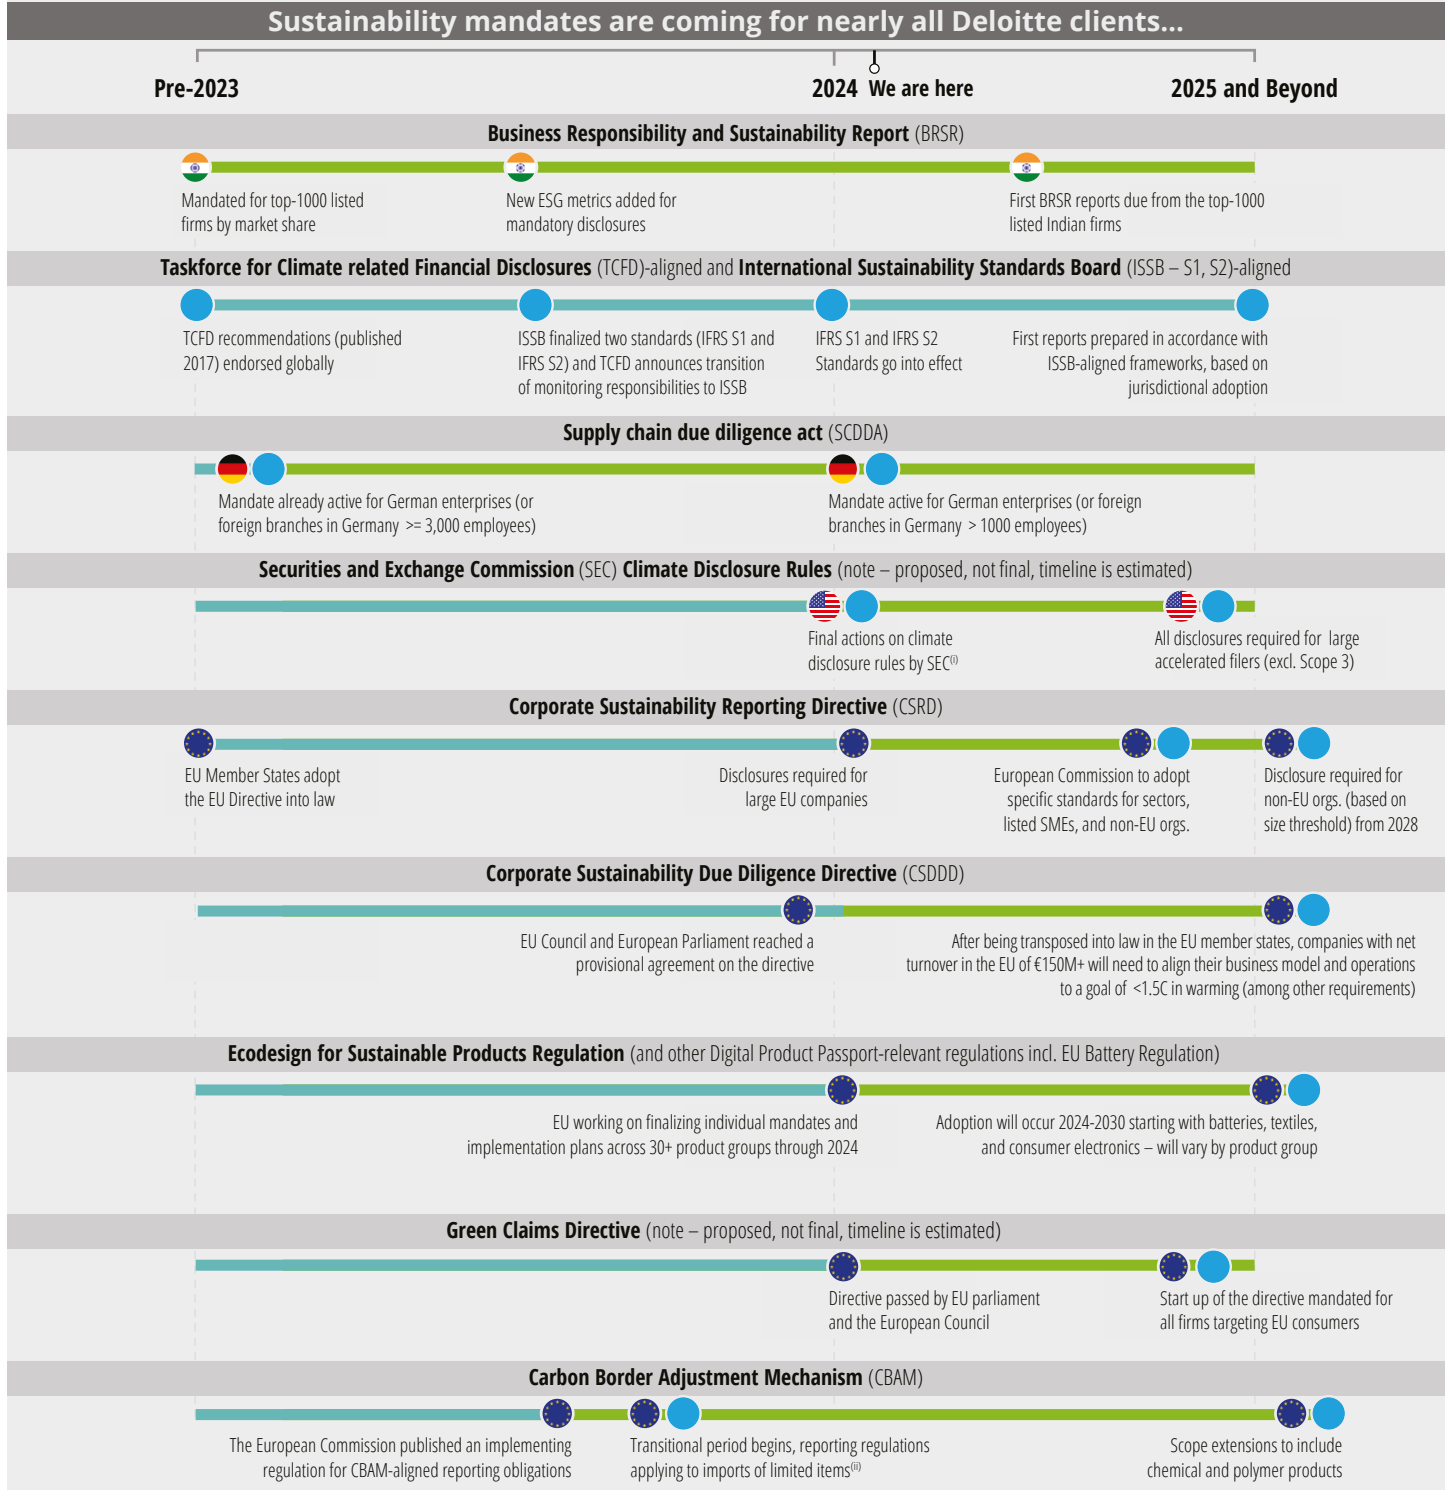 Sustainability mandates are coming for nearly all Deloitte clients...
Pre-2023
2024
We are here
2025 and Beyond
Business Responsibility and Sustainability Report (BRSR)
Mandated for top-1000 listed
firms by market share
New ESG metrics added for
mandatory disclosures
First BRSR reports due from the top-1000
listed Indian firms
Taskforce for Climate related Financial Disclosures (TCFD)-aligned and International Sustainability Standards Board (ISSB – S1, S2)-aligned
TCFD recommendations (published
2017) endorsed globally
ISSB finalized two standards (IFRS S1 and
IFRS S2) and TCFD announces transition
of monitoring responsibilities to ISSB
IFRS S1 and IFRS S2
Standards go into effect
First reports prepared in accordance with
ISSB-aligned frameworks, based on
jurisdictional adoption
Supply chain due diligence act (SCDDA)
Mandate already active for German enterprises (or
foreign branches in Germany >= 3,000 employees)
Mandate active for German enterprises (or foreign
branches in Germany > 1000 employees)
Securities and Exchange Commission (SEC) Climate Disclosure Rules (note – proposed, not final, timeline is estimated)
Final actions on climate
disclosure rules by SEC(i)
All disclosures required for large
accelerated filers (excl. Scope 3)
Corporate Sustainability Reporting Directive (CSRD)
EU Member States adopt
the EU Directive into law
Disclosures required for
large EU companies
European Commission to adopt
specific standards for sectors,
listed SMEs, and non-EU orgs.
Disclosure required for
non-EU orgs. (based on
size threshold) from 2028
Corporate Sustainability Due Diligence Directive (CSDDD)
EU Council and European Parliament reached a
provisional agreement on the directive
After being transposed into law in the EU member states, companies with net
turnover in the EU of €150M+ will need to align their business model and operations
to a goal of <1.5C in warming (among other requirements)
Ecodesign for Sustainable Products Regulation (and other Digital Product Passport-relevant regulations incl. EU Battery Regulation)
EU working on finalizing individual mandates and
implementation plans across 30+ product groups through 2024
Adoption will occur 2024-2030 starting with batteries, textiles,
and consumer electronics – will vary by product group
Green Claims Directive (note – proposed, not final, timeline is estimated)
Directive passed by EU parliament
and the European Council
Start up of the directive mandated for
all firms targeting EU consumers
Carbon Border Adjustment Mechanism (CBAM)
The European Commission published an implementing
regulation for CBAM-aligned reporting obligations
Transitional period begins, reporting regulations
applying to imports of limited items(ii)
Scope extensions to include
chemical and polymer products